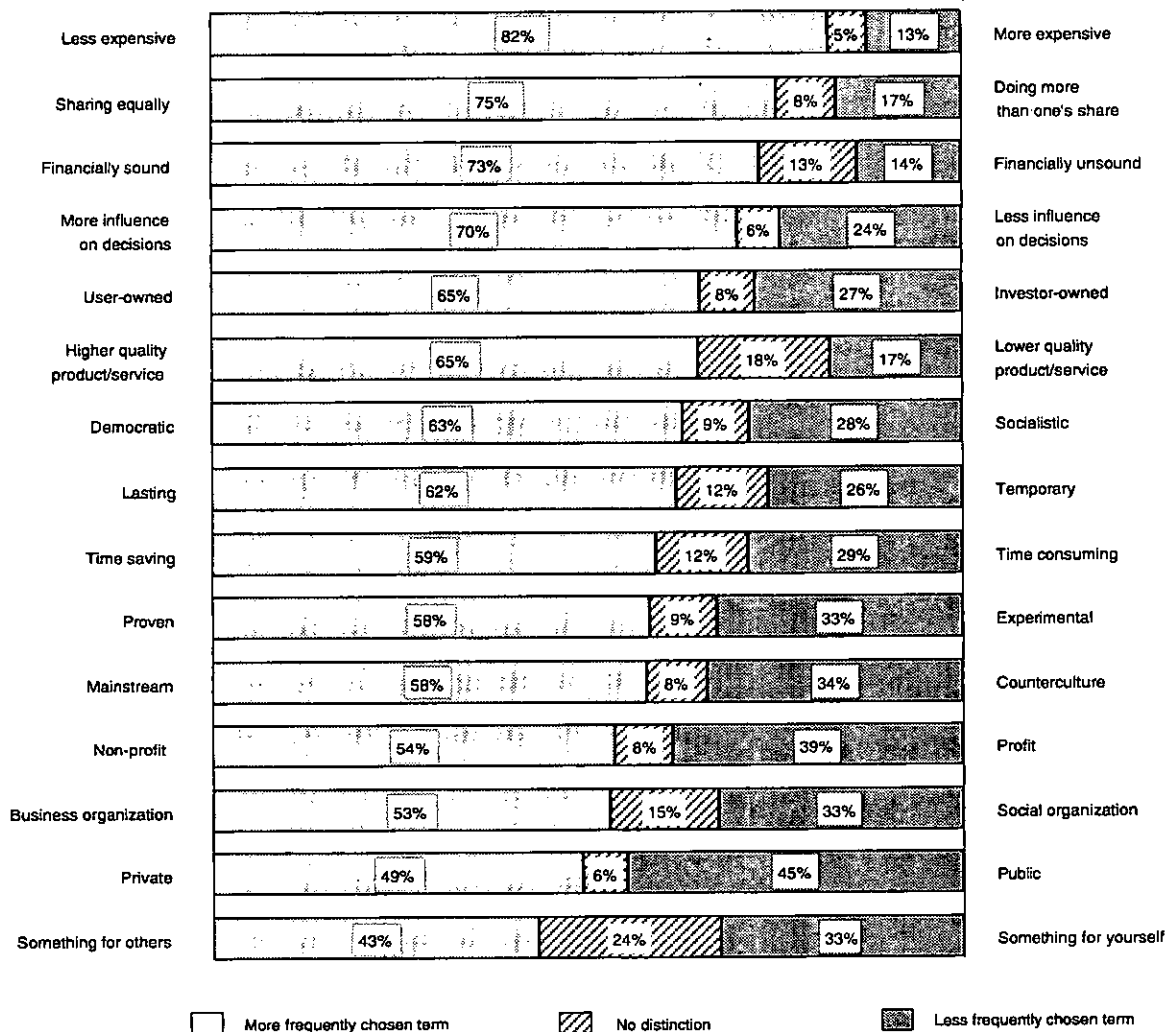 Less expensive 82% 5% 13% More expensive
Sharing equally 75% 8% 17% Doing more
than one's share
Financially sound 73% 13% 14% Financially unsound
More influence
on decisions 70% 6% 24% Less influence
on decisions
User-owned 65% 8% 27% Investor-owned
Higher quality
product/service 65% 18% 17% Lower quality
product/service
Democratic 63% 9% 28% Socialistic
Lasting 62% 12% 26% Temporary
Time saving 59% 12% 29% Time consuming
Proven 58% 9% 33% Experimental
Mainstream 58% 8% 34% Counterculture
Non-profit 54% 8% 39% Profit
Business organization 53% 15% 33% Social organization
Private 49% 6% 45% Public
Something for others 43% 24% 33% Something for yourself
More frequently chosen term No distinction Less frequently chosen term